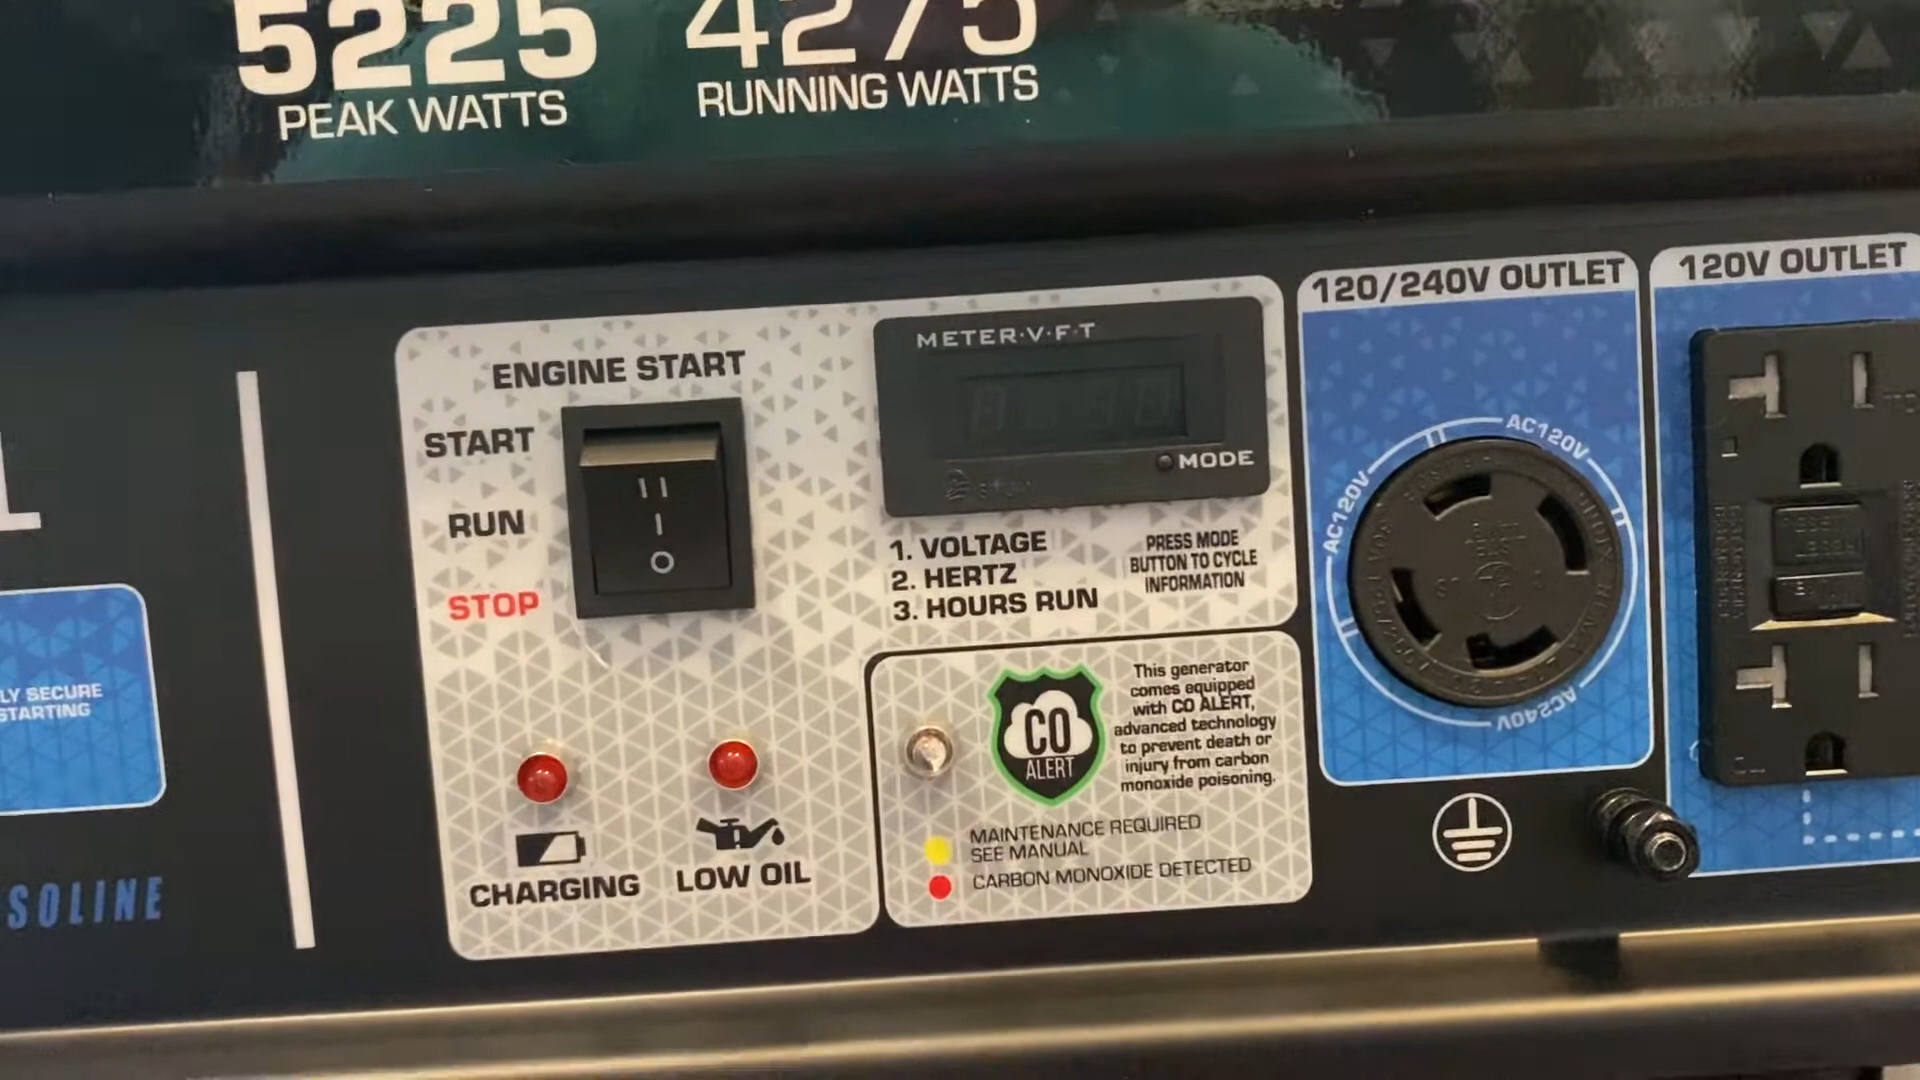 5225
PEAK WATTS
4275
RUNNING WATTS
ENGINE START
START
RUN
STOP
METER·V·F·T
MODE
1. VOLTAGE
2. HERTZ
3. HOURS RUN
PRESS MODE
BUTTON TO CYCLE
INFORMATION
120/240V OUTLET
AC120V
AC120V
AC240V
120V OUTLET
LY SECURE
STARTING
SOLINE
CHARGING
LOW OIL
CO
ALERT
This generator
comes equipped
with CO ALERT,
advanced technology
to prevent death or
injury from carbon
monoxide poisoning.
MAINTENANCE REQUIRED
SEE MANUAL
CARBON MONOXIDE DETECTED